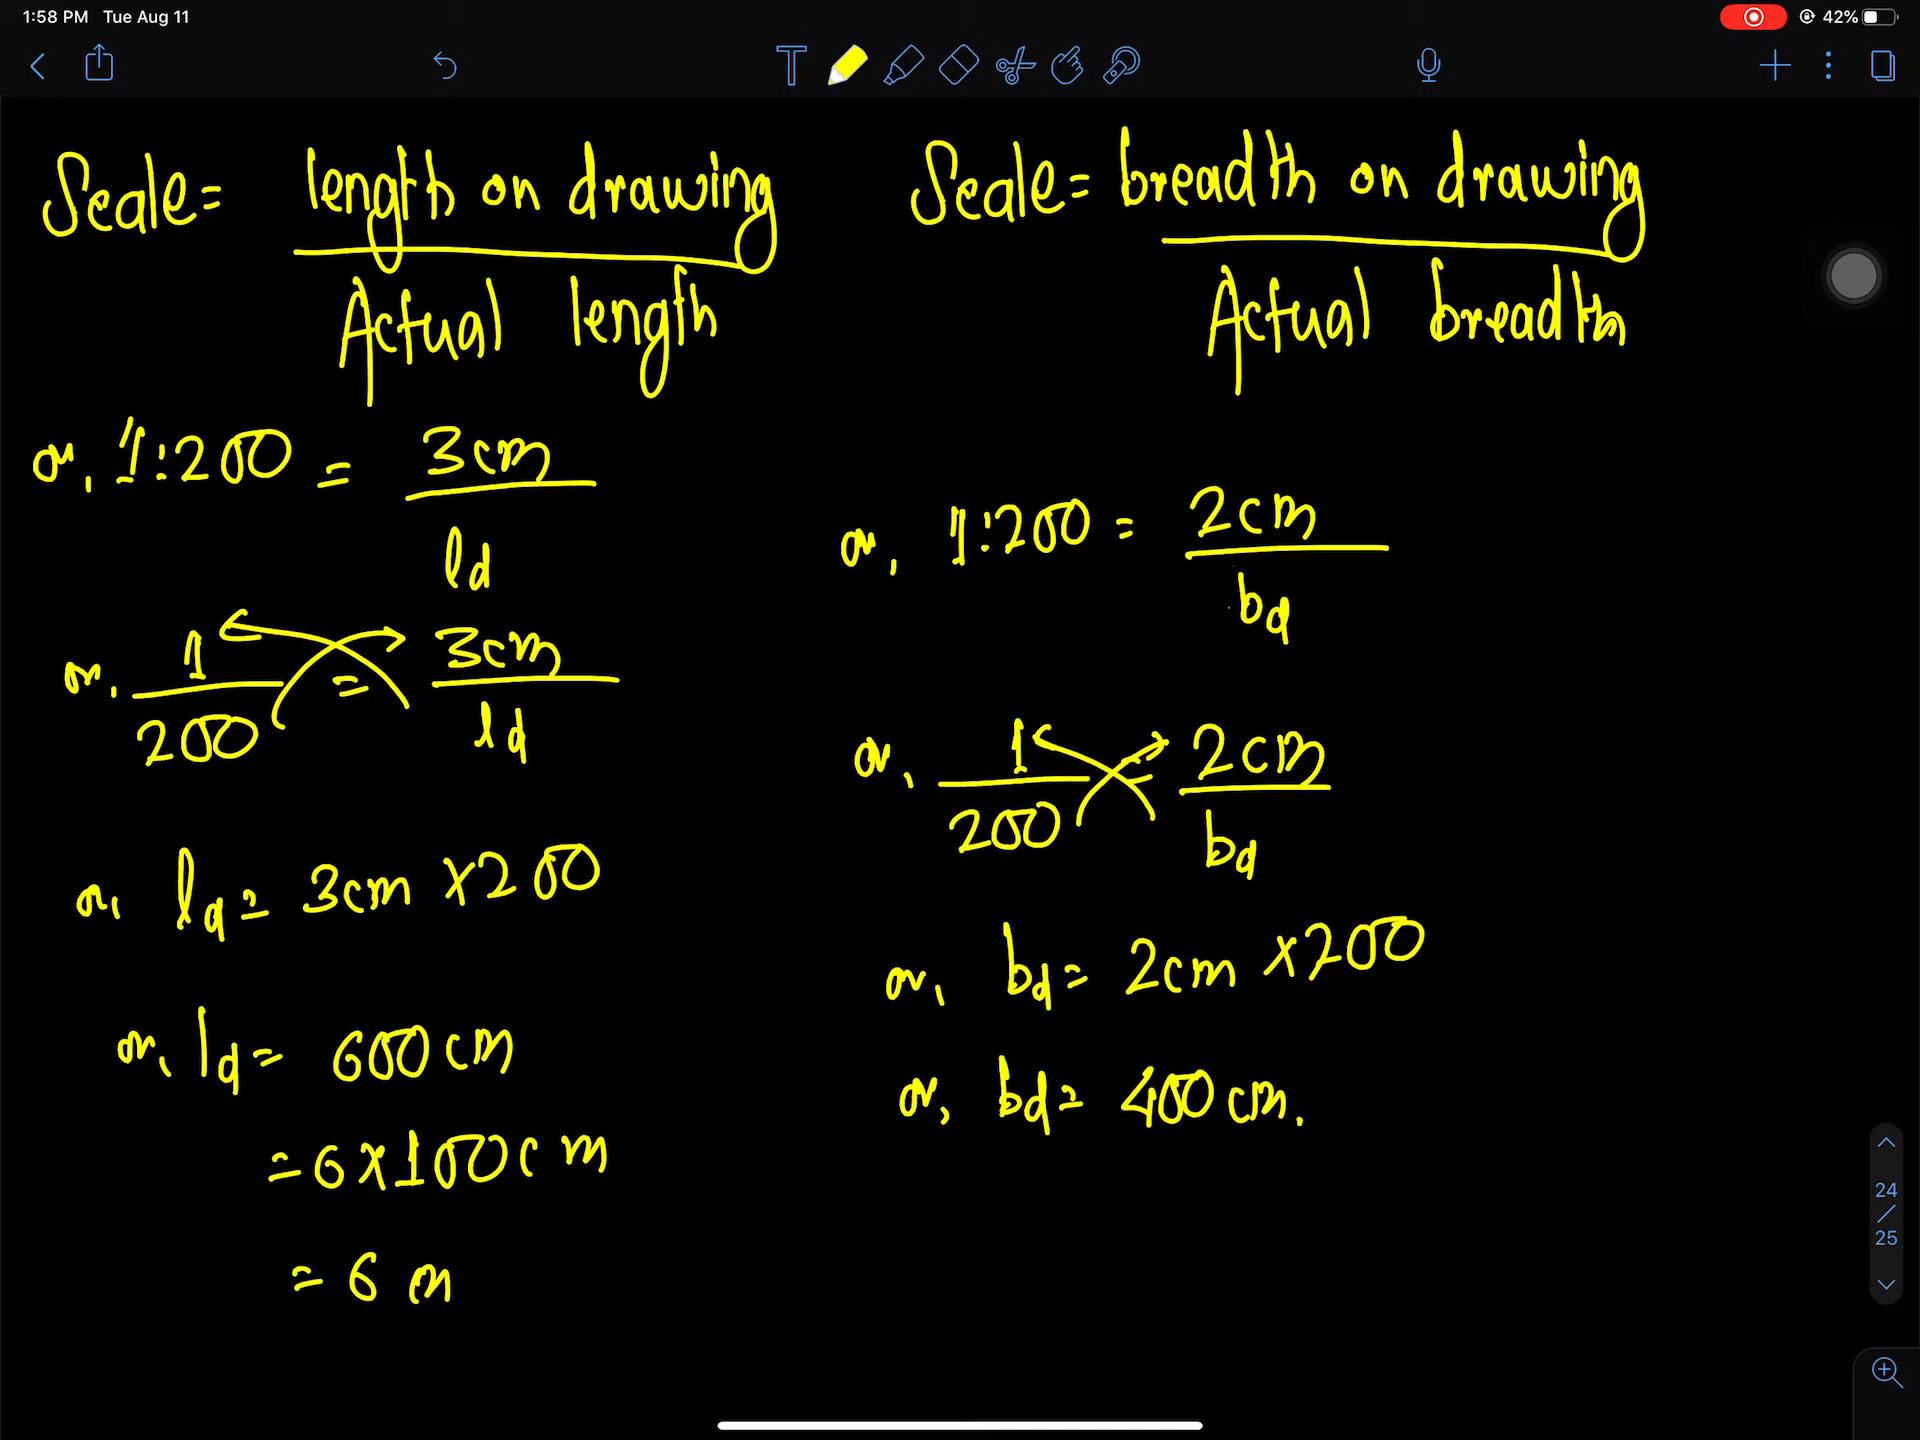 1:58 PM Tue Aug 11
42%
T
Scale = length on drawing
Actual length
or, 1:200 = 3cm
ld
or, 1 = 3cm
200 ld
or, ld = 3cm × 200
or, ld = 600 cm
= 6 × 100 cm
= 6 m
Scale = breadth on drawing
Actual breadth
or, 1:200 = 2cm
bd
or, 1 = 2cm
200 bd
or, bd = 2cm × 200
or, bd = 400 cm.
24
/
25